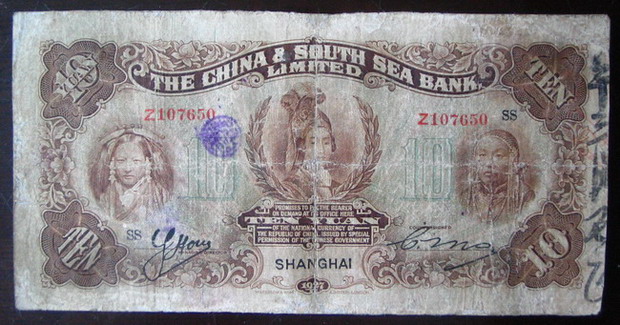 10
YUAN
THE CHINA & SOUTH SEA BANK,
LIMITED
TEN
Z107650
Z107650 SS
10
10
PROMISES TO PAY THE BEARER
ON DEMAND AT ITS OFFICE HERE
TEN YUAN
OF THE NATIONAL CURRENCY OF
THE REPUBLIC OF CHINA. ISSUED BY SPECIAL
PERMISSION OF THE CHINESE GOVERNMENT
SS
SHANGHAI
TEN
1927
10